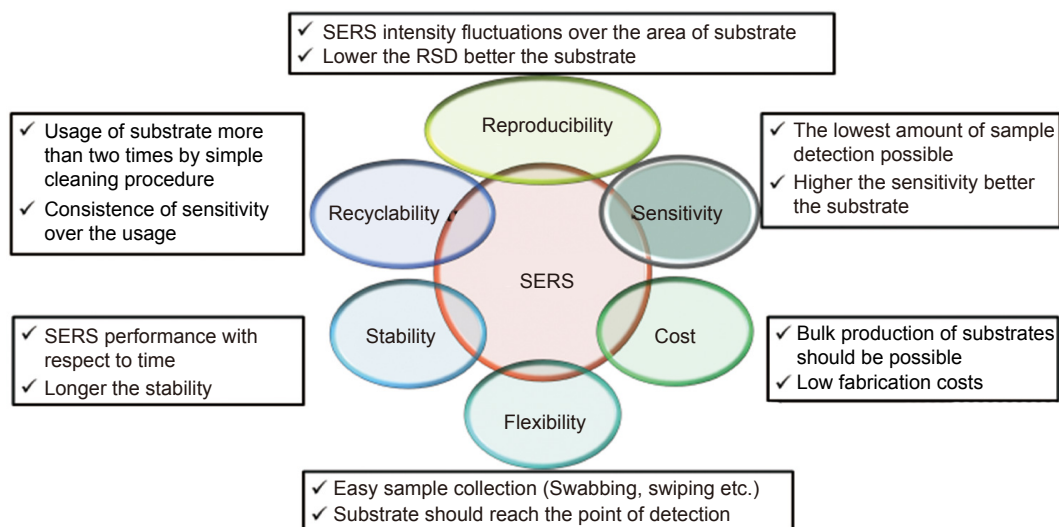 ✓ SERS intensity fluctuations over the area of substrate
✓ Lower the RSD better the substrate
Reproducibility
✓ Usage of substrate more
than two times by simple
cleaning procedure
✓ Consistence of sensitivity
over the usage
Recyclability
Sensitivity
✓ The lowest amount of sample
detection possible
✓ Higher the sensitivity better
the substrate
SERS
✓ SERS performance with
respect to time
✓ Longer the stability
Stability
Cost
✓ Bulk production of substrates
should be possible
✓ Low fabrication costs
Flexibility
✓ Easy sample collection (Swabbing, swiping etc.)
✓ Substrate should reach the point of detection